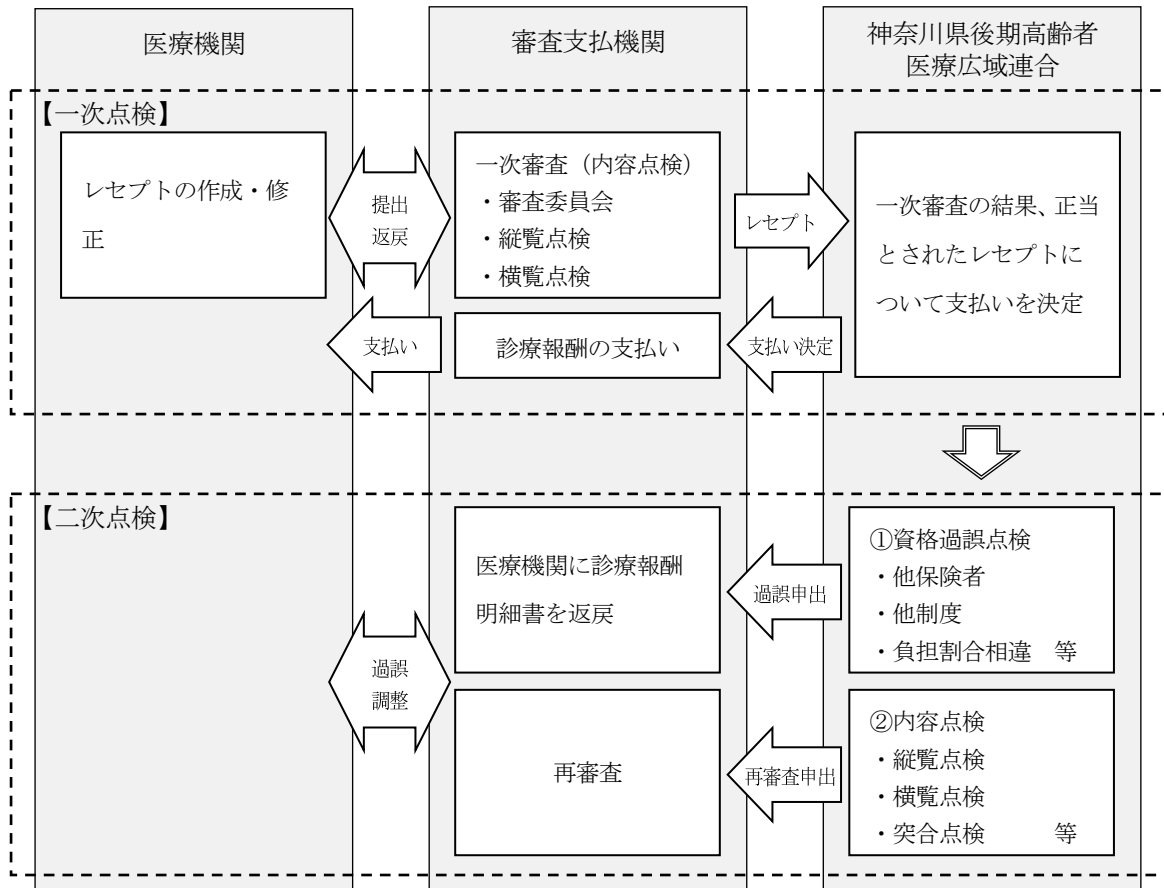 医療機関
審査支払機関
神奈川県後期高齢者
医療広域連合
【一次点検】
レセプトの作成・修
正
提出
返戻
一次審査（内容点検）
・審査委員会
・縦覧点検
・横覧点検
レセプト
一次審査の結果、正当
とされたレセプトに
ついて支払いを決定
支払い
診療報酬の支払い
支払い決定
【二次点検】
医療機関に診療報酬
明細書を返戻
過誤申出
①資格過誤点検
・他保険者
・他制度
・負担割合相違　等
過誤
調整
再審査
再審査申出
②内容点検
・縦覧点検
・横覧点検
・突合点検　　　等